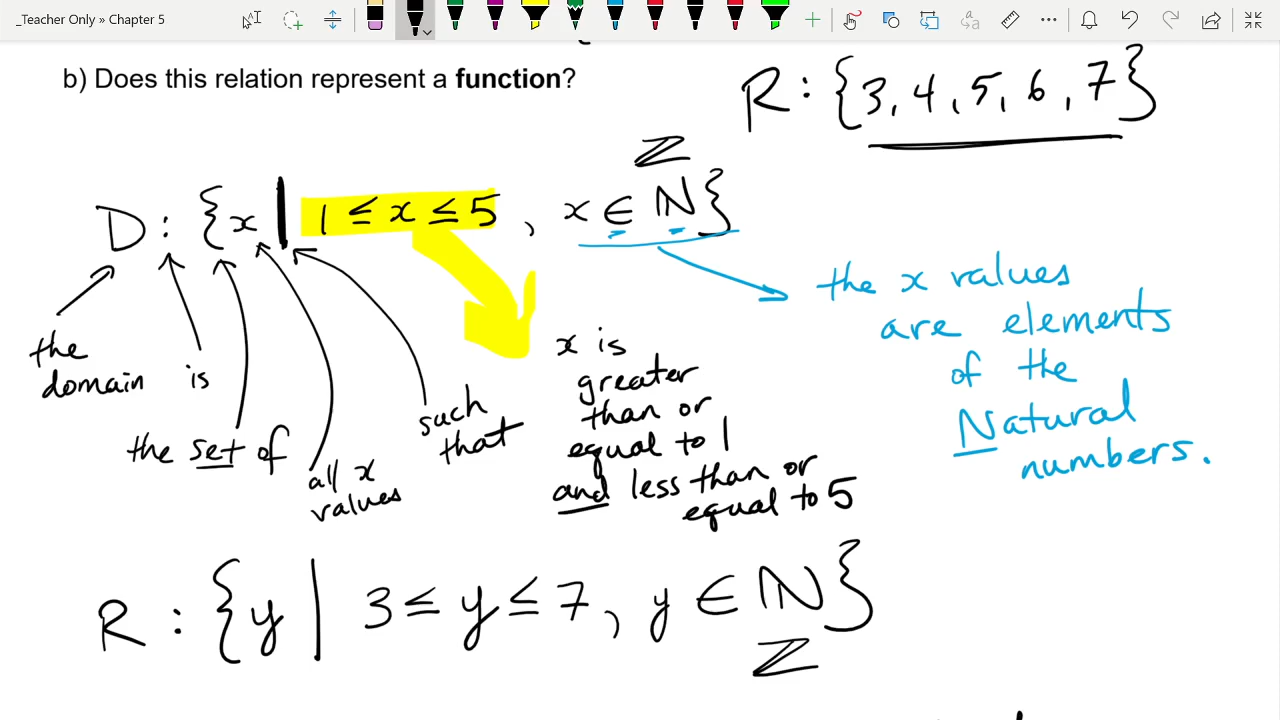 _Teacher Only » Chapter 5
b) Does this relation represent a function?
R : {3, 4, 5, 6, 7}
ℤ
D : {x | 1 ≤ x ≤ 5 , x ∈ ℕ}
the
domain
is
the set of
all x
values
such
that
x is
greater
than or
equal to 1
and less than or
equal to 5
the x values
are elements
of the
Natural
numbers.
R : {y | 3 ≤ y ≤ 7, y ∈ ℕ}
ℤ